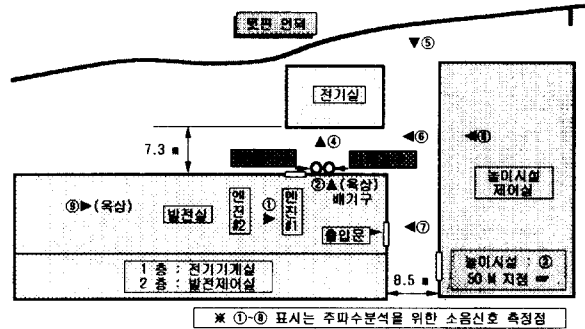 뒷편 언덕
▼⑤
전기실
7.3 m
▲④
◀⑥
◀⑧
놀이시설
제어실
②▲(옥상)
배기구
⑨▶(옥상)
발전실
엔진#2
①
▶
엔진#1
출입문
◀⑦
1 층 : 전기기계실
2 층 : 발전제어실
8.5 m
놀이시설 : ③
50 M 지점
※ ①-⑧ 표시는 주파수분석을 위한 소음신호 측정점